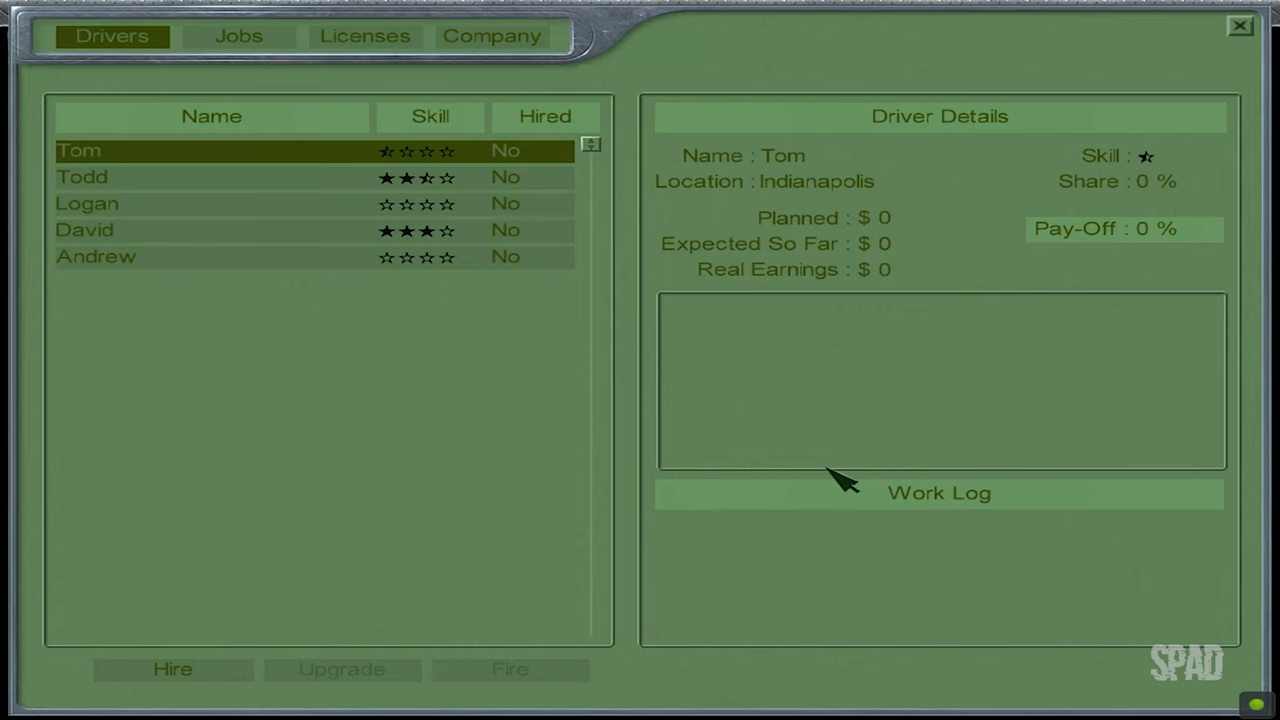 Drivers Jobs Licenses Company
Name Skill Hired
Tom No
Todd No
Logan No
David No
Andrew No
Hire Upgrade Fire
Driver Details
Name : Tom Skill :
Location : Indianapolis Share : 0 %
Planned : $ 0
Pay-Off : 0 %
Expected So Far : $ 0
Real Earnings : $ 0
Work Log
SPAD